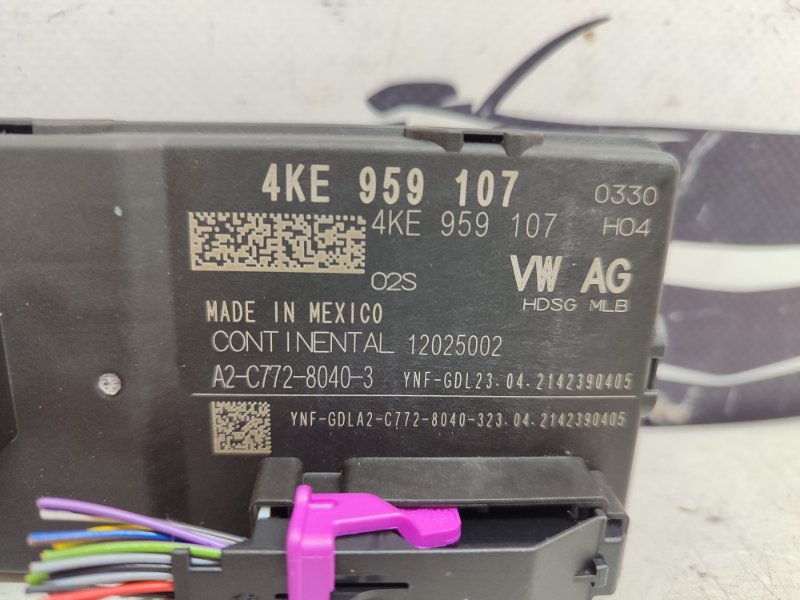 4KE 959 107
0330
4KE 959 107
H04
02S
VW AG
HDSG MLB
MADE IN MEXICO
CONTINENTAL 12025002
A2-C772-8040-3 YNF-GDL23.04.2142390405
YNF-GDLA2-C772-8040-323.04.2142390405